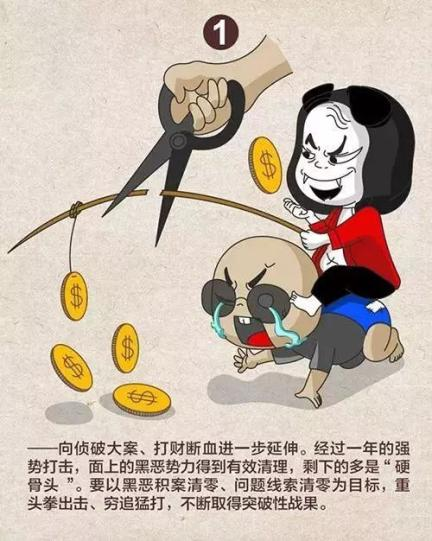 1
——向侦破大案、打财断血进一步延伸。经过一年的强
势打击，面上的黑恶势力得到有效清理，剩下的多是“硬
骨头”。要以黑恶积案清零、问题线索清零为目标，重
头拳出击、穷追猛打，不断取得突破性战果。